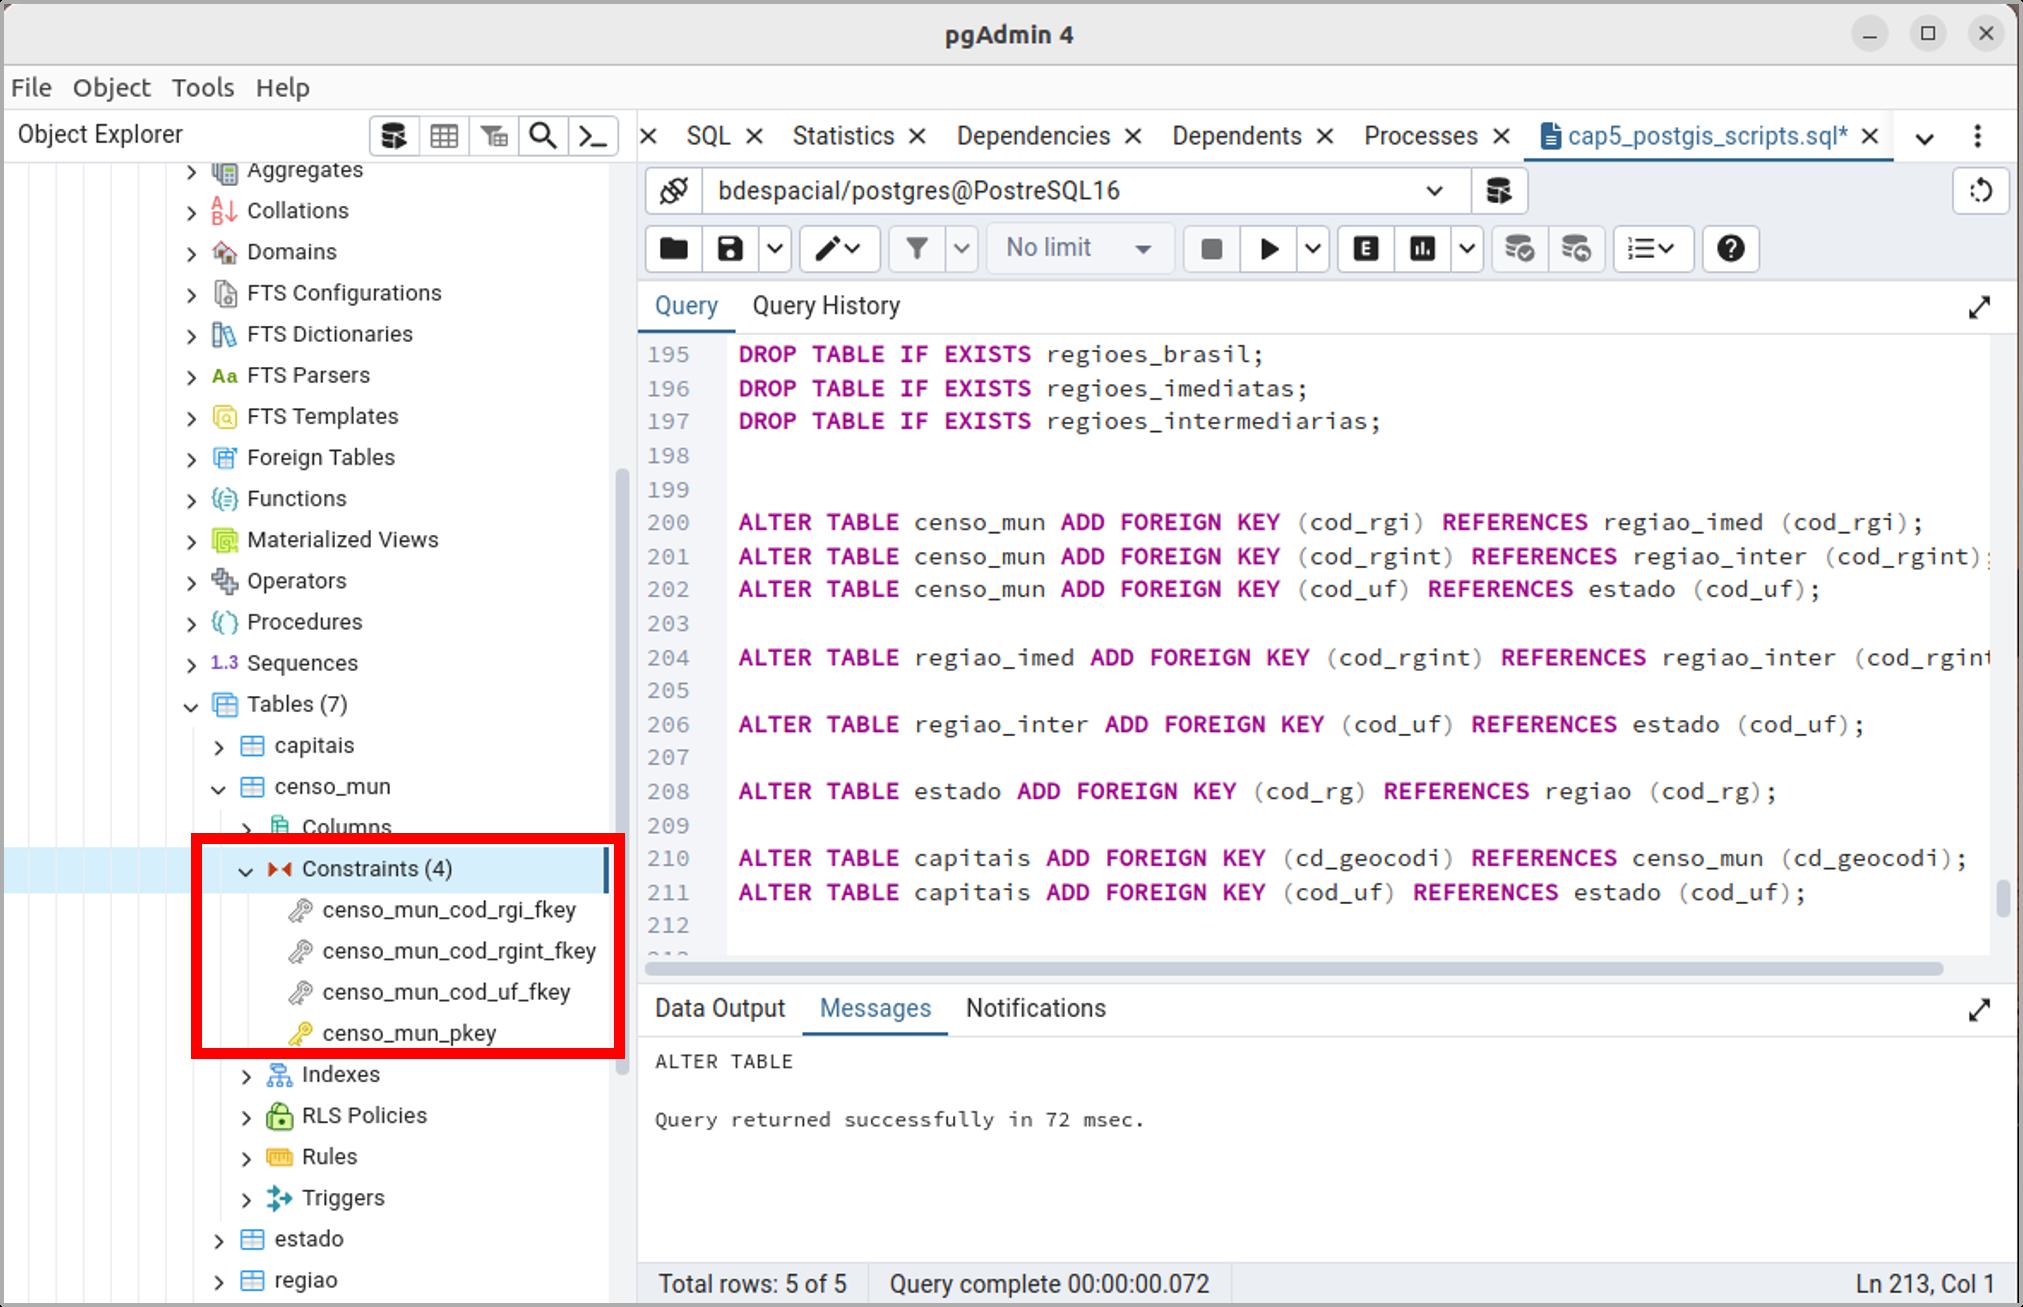 pgAdmin 4
File Object Tools Help
Object Explorer
SQL Statistics Dependencies Dependents Processes cap5_postgis_scripts.sql*
Aggregates
Collations
Domains
FTS Configurations
FTS Dictionaries
Aa FTS Parsers
FTS Templates
Foreign Tables
Functions
Materialized Views
Operators
Procedures
1..3 Sequences
Tables (7)
capitais
censo_mun
Columns
Constraints (4)
censo_mun_cod_rgi_fkey
censo_mun_cod_rgint_fkey
censo_mun_cod_uf_fkey
censo_mun_pkey
Indexes
RLS Policies
Rules
Triggers
estado
regiao
bdespacial/postgres@PostreSQL16
No limit
E
Query Query History
195 DROP TABLE IF EXISTS regioes_brasil;
196 DROP TABLE IF EXISTS regioes_imediatas;
197 DROP TABLE IF EXISTS regioes_intermediarias;
198
199
200 ALTER TABLE censo_mun ADD FOREIGN KEY (cod_rgi) REFERENCES regiao_imed (cod_rgi);
201 ALTER TABLE censo_mun ADD FOREIGN KEY (cod_rgint) REFERENCES regiao_inter (cod_rgint);
202 ALTER TABLE censo_mun ADD FOREIGN KEY (cod_uf) REFERENCES estado (cod_uf);
203
204 ALTER TABLE regiao_imed ADD FOREIGN KEY (cod_rgint) REFERENCES regiao_inter (cod_rgint
205
206 ALTER TABLE regiao_inter ADD FOREIGN KEY (cod_uf) REFERENCES estado (cod_uf);
207
208 ALTER TABLE estado ADD FOREIGN KEY (cod_rg) REFERENCES regiao (cod_rg);
209
210 ALTER TABLE capitais ADD FOREIGN KEY (cd_geocodi) REFERENCES censo_mun (cd_geocodi);
211 ALTER TABLE capitais ADD FOREIGN KEY (cod_uf) REFERENCES estado (cod_uf);
212
Data Output Messages Notifications
ALTER TABLE
Query returned successfully in 72 msec.
Total rows: 5 of 5 Query complete 00:00:00.072 Ln 213, Col 1